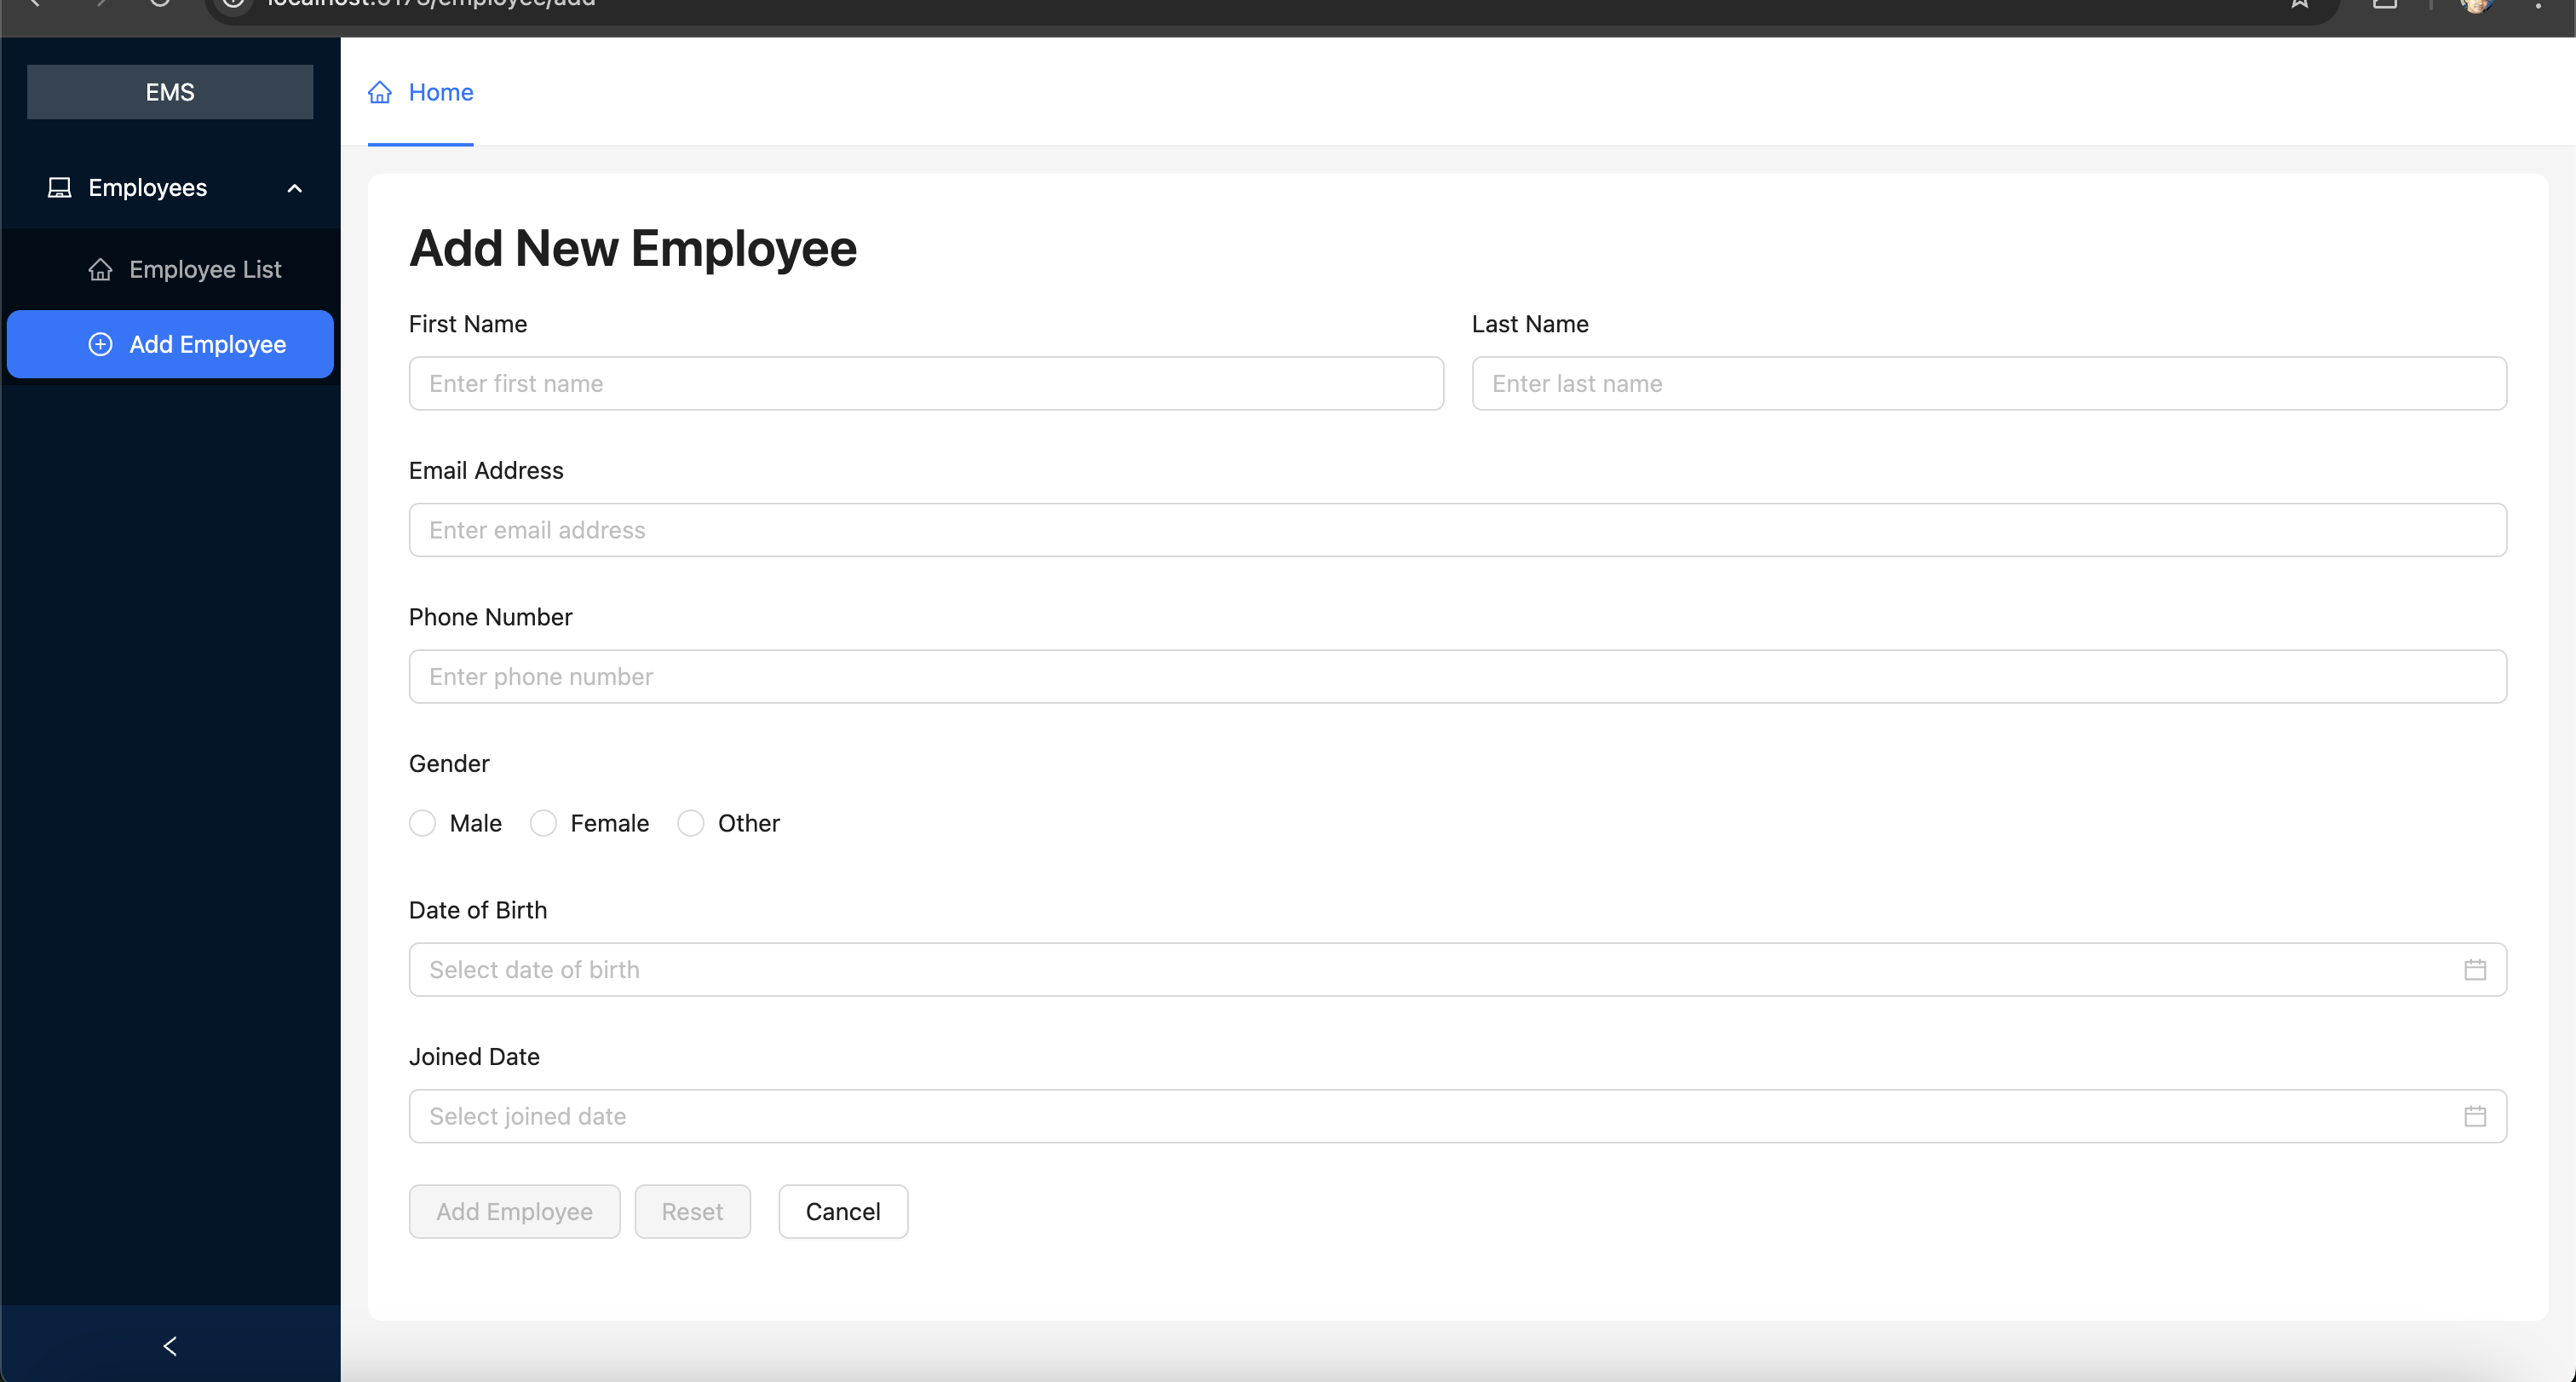 EMS
Home
Employees
Employee List
Add Employee
Add New Employee
First Name
Last Name
Enter first name
Enter last name
Email Address
Enter email address
Phone Number
Enter phone number
Gender
Male
Female
Other
Date of Birth
Select date of birth
Joined Date
Select joined date
Add Employee
Reset
Cancel